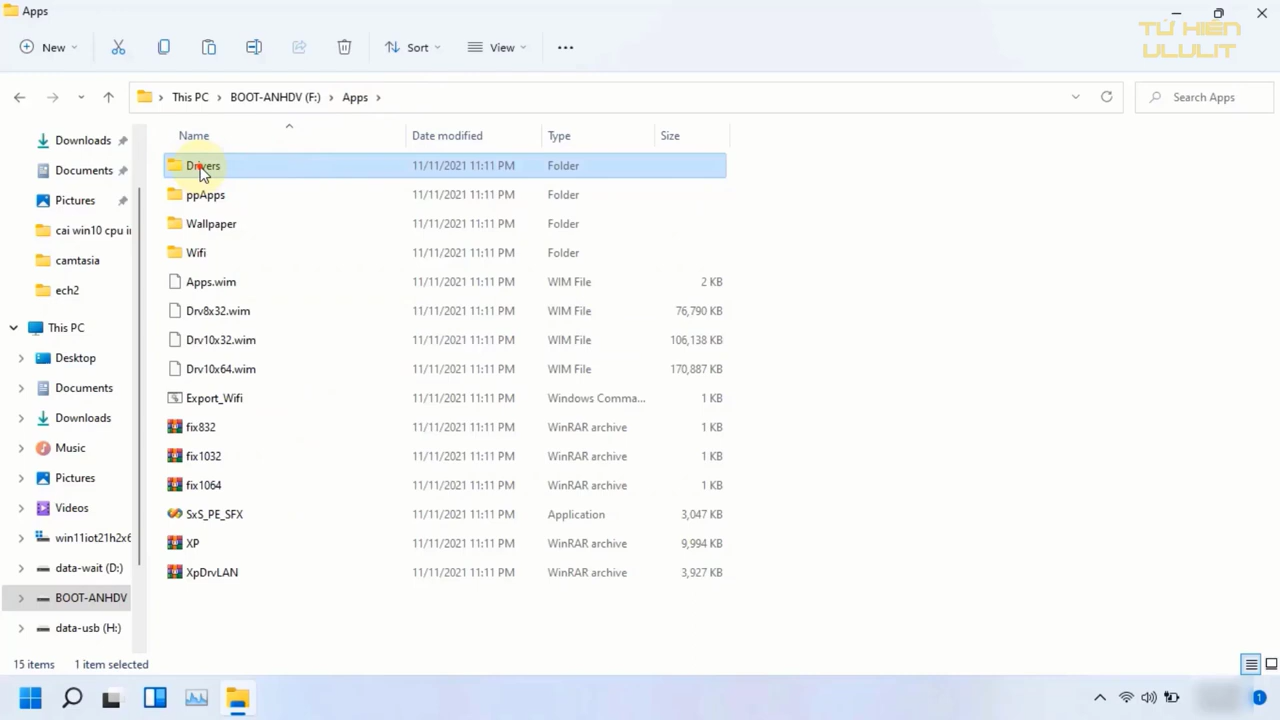 Apps
TỨ HIỀN
ULULIT
New
Sort
View
This PC
BOOT-ANHDV (F:)
Apps
Search Apps
Name
Date modified
Type
Size
Downloads
Documents
Pictures
cai win10 cpu in
camtasia
ech2
This PC
Desktop
Documents
Downloads
Music
Pictures
Videos
win11iot21h2x6
data-wait (D:)
BOOT-ANHDV
data-usb (H:)
Drivers 11/11/2021 11:11 PM Folder
ppApps 11/11/2021 11:11 PM Folder
Wallpaper 11/11/2021 11:11 PM Folder
Wifi 11/11/2021 11:11 PM Folder
Apps.wim 11/11/2021 11:11 PM WIM File 2 KB
Drv8x32.wim 11/11/2021 11:11 PM WIM File 76,790 KB
Drv10x32.wim 11/11/2021 11:11 PM WIM File 106,138 KB
Drv10x64.wim 11/11/2021 11:11 PM WIM File 170,887 KB
Export_Wifi 11/11/2021 11:11 PM Windows Comma... 1 KB
fix832 11/11/2021 11:11 PM WinRAR archive 1 KB
fix1032 11/11/2021 11:11 PM WinRAR archive 1 KB
fix1064 11/11/2021 11:11 PM WinRAR archive 1 KB
SxS_PE_SFX 11/11/2021 11:11 PM Application 3,047 KB
XP 11/11/2021 11:11 PM WinRAR archive 9,994 KB
XpDrvLAN 11/11/2021 11:11 PM WinRAR archive 3,927 KB
15 items 1 item selected
1